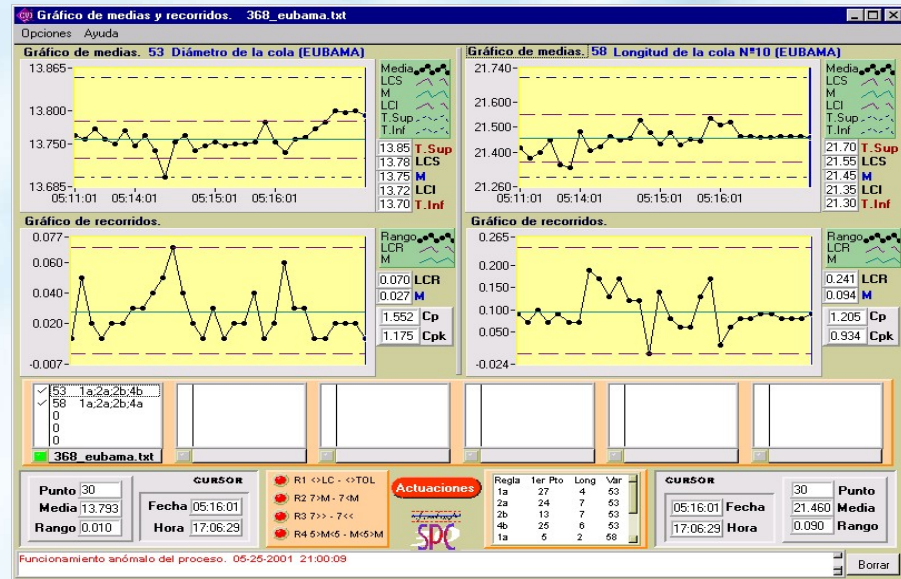 Gráfico de medias y recorridos. 368_eubama.txt
Opciones Ayuda
Gráfico de medias. 53 Diámetro de la cola (EUBAMA)
13.865
13.800
13.750
13.685
05:11:01 05:15:01 05:16:01
Media
LCS
M
LCI
T.Sup
T.Inf
13.85 T.Sup
13.78 LCS
13.75 M
13.72 LCI
13.70 T.Inf
Gráfico de medias. 58 Longitud de la cola Nº10 (EUBAMA)
21.740
21.600
21.500
21.400
21.260
05:11:01 05:15:01 05:16:01
Media
LCS
M
LCI
T.Sup
T.Inf
21.70 T.Sup
21.55 LCS
21.45 M
21.35 LCI
21.30 T.Inf
Gráfico de recorridos.
0.077
0.060
0.040
0.020
-0.007
Rango
LCR
M
0.070 LCR
0.027 M
1.552 Cp
1.175 Cpk
Gráfico de recorridos.
0.265
0.200
0.150
0.100
0.050
-0.024
Rango
LCR
M
0.241 LCR
0.094 M
1.205 Cp
0.934 Cpk
53 1a;2a;2b;4b
58 1a;2a;2b;4a
0
0
0
368_eubama.txt
CURSOR
Punto 30
Media 13.793
Rango 0.010
Fecha 05:16:01
Hora 17:06:29
R1 <>LC - <>TOL
R2 7>M - 7<M
R3 7>> - 7<<
R4 5>M<5 - M<5>M
Actuaciones
SPC
Regla 1er Pto Long Var
1a 27 4 53
2a 24 7 53
2b 13 7 53
4b 25 6 53
1a 5 2 58
CURSOR
05:16:01 Fecha
17:06:29 Hora
30 Punto
21.460 Media
0.090 Rango
Funcionamiento anómalo del proceso. 05-25-2001 21:00:09
Borrar